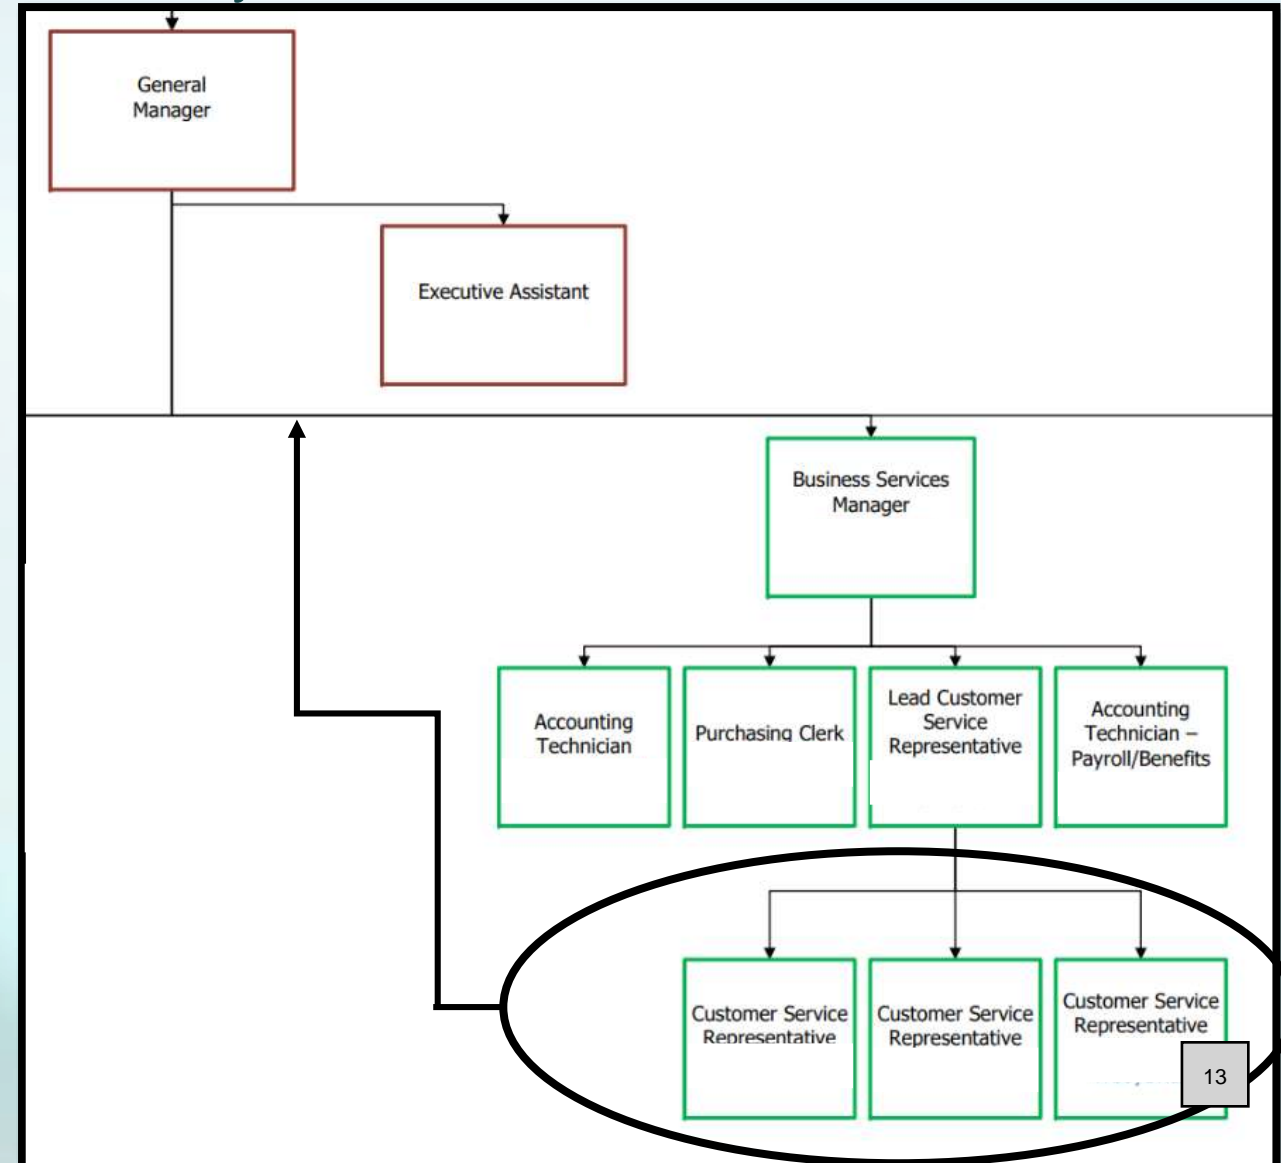 General
Manager
Executive Assistant
Business Services
Manager
Accounting
Technician
Purchasing Clerk
Lead Customer
Service
Representative
Accounting
Technician –
Payroll/Benefits
Customer Service
Representative
Customer Service
Representative
Customer Service
Representative
13